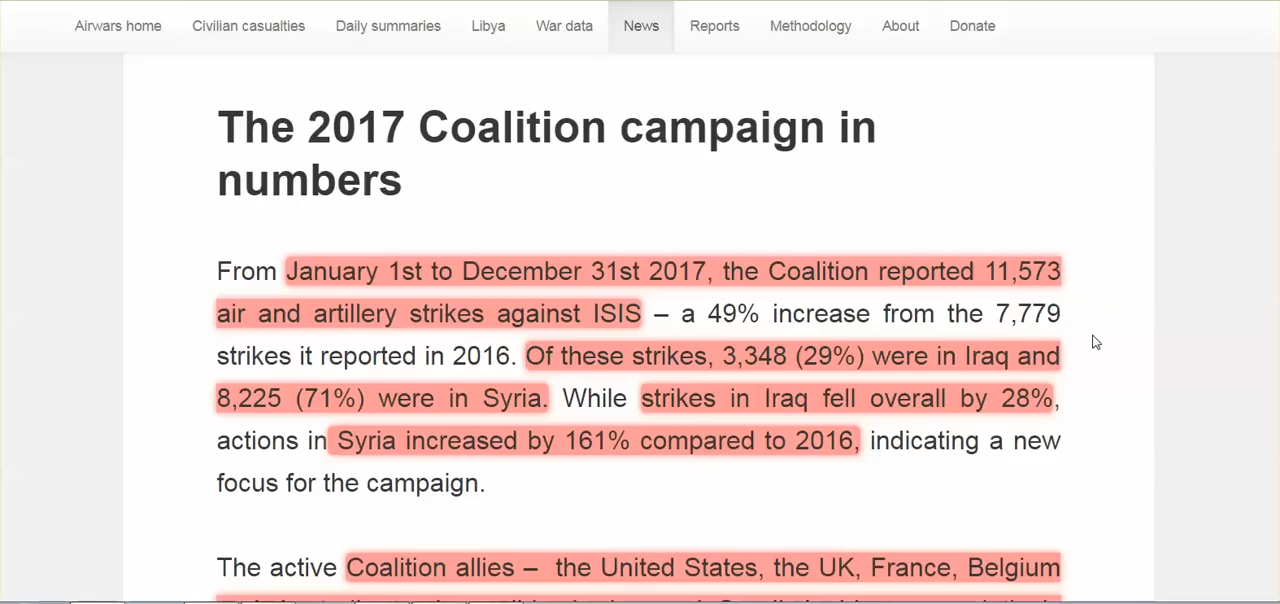 Airwars home Civilian casualties Daily summaries Libya War data News Reports Methodology About Donate
The 2017 Coalition campaign in
numbers
From January 1st to December 31st 2017, the Coalition reported 11,573
air and artillery strikes against ISIS – a 49% increase from the 7,779
strikes it reported in 2016. Of these strikes, 3,348 (29%) were in Iraq and
8,225 (71%) were in Syria. While strikes in Iraq fell overall by 28%,
actions in Syria increased by 161% compared to 2016, indicating a new
focus for the campaign.
The active Coalition allies – the United States, the UK, France, Belgium